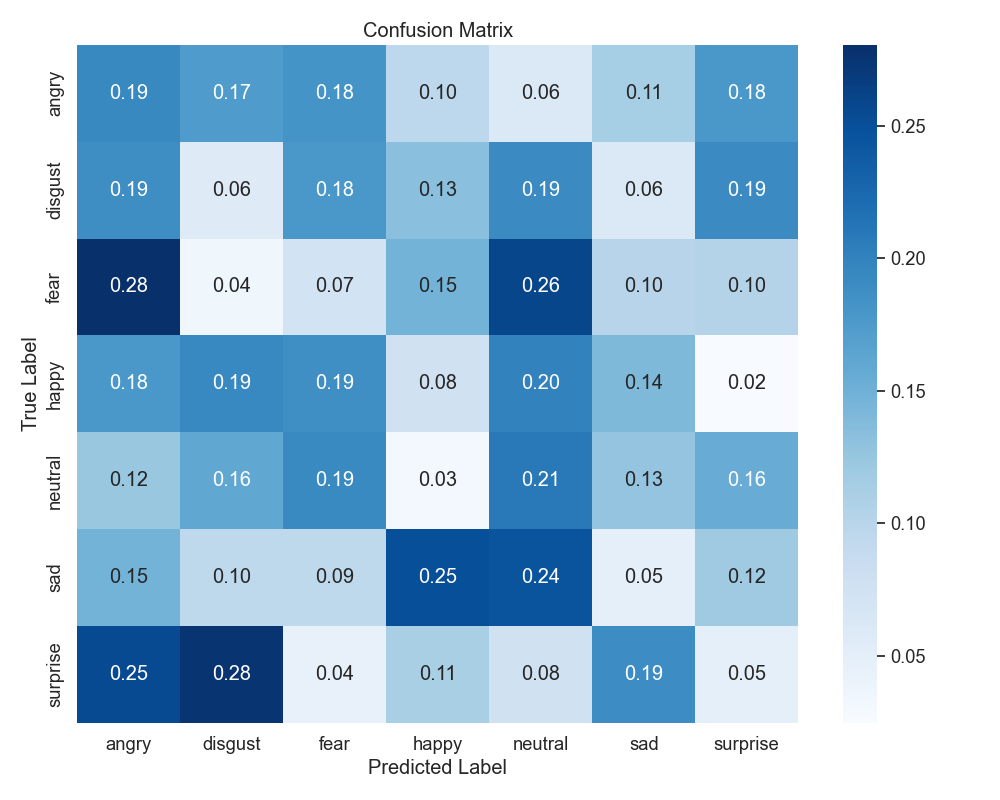 Confusion Matrix
angry 0.19 0.17 0.18 0.10 0.06 0.11 0.18
disgust 0.19 0.06 0.18 0.13 0.19 0.06 0.19
fear 0.28 0.04 0.07 0.15 0.26 0.10 0.10
happy 0.18 0.19 0.19 0.08 0.20 0.14 0.02
neutral 0.12 0.16 0.19 0.03 0.21 0.13 0.16
sad 0.15 0.10 0.09 0.25 0.24 0.05 0.12
surprise 0.25 0.28 0.04 0.11 0.08 0.19 0.05
True Label
angry disgust fear happy neutral sad surprise
Predicted Label
0.25
0.20
0.15
0.10
0.05